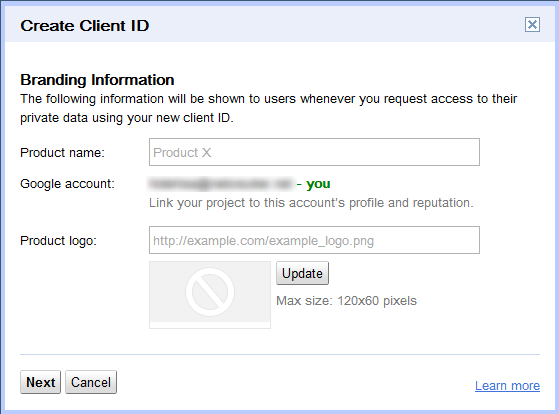 Create Client ID
Branding Information
The following information will be shown to users whenever you request access to their
private data using your new client ID.
Product name: Product X
Google account: - you
Link your project to this account's profile and reputation.
Product logo: http://example.com/example_logo.png
Update
Max size: 120x60 pixels
Next Cancel Learn more